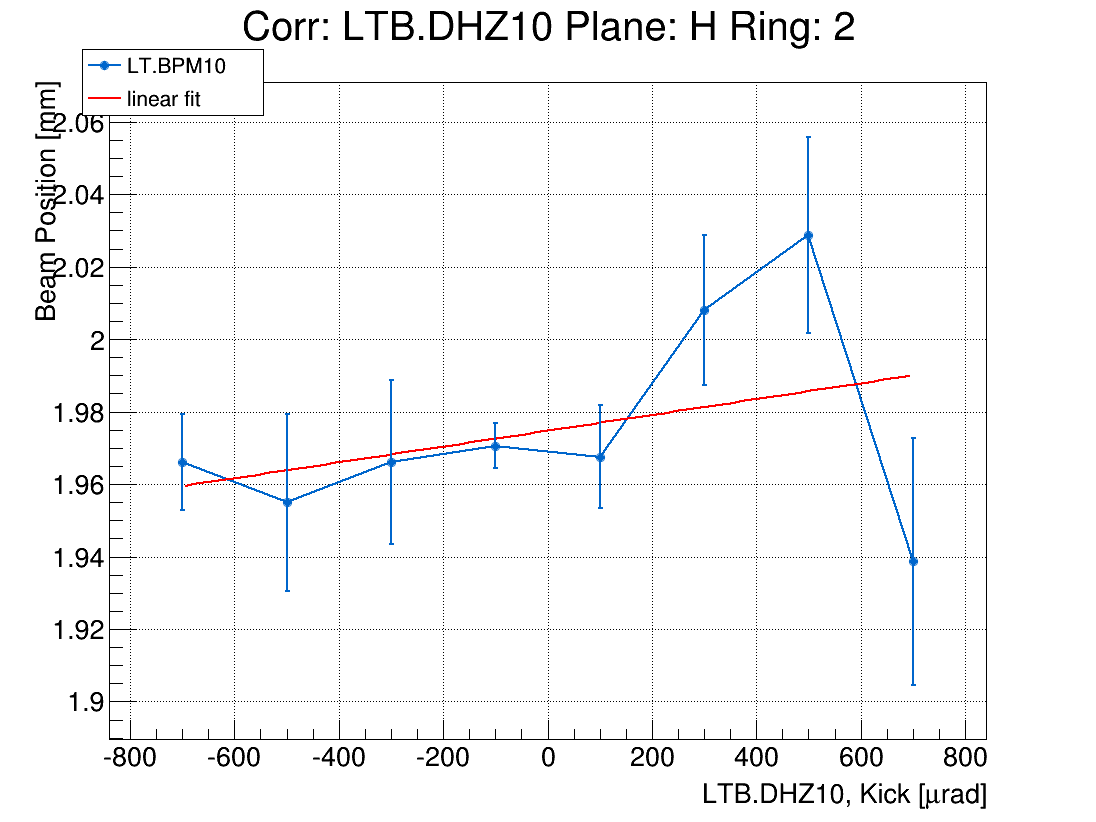 Corr: LTB.DHZ10 Plane: H Ring: 2
LT.BPM10
linear fit
Beam Position [mm]
2.06
2.04
2.02
2
1.98
1.96
1.94
1.92
1.9
-800 -600 -400 -200 0 200 400 600 800
LTB.DHZ10, Kick [μrad]